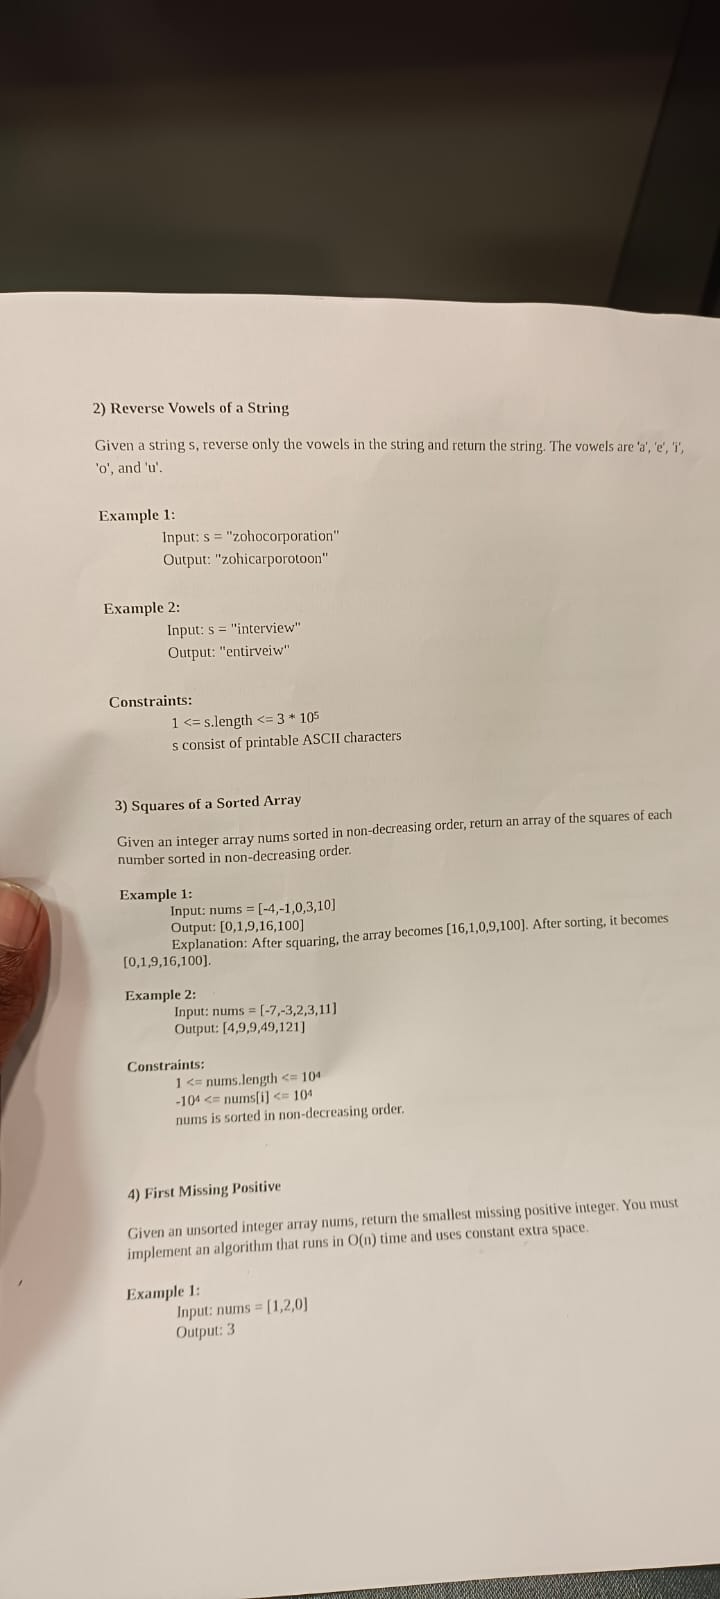 2) Reverse Vowels of a String
Given a string s, reverse only the vowels in the string and return the string. The vowels are 'a', 'e', 'i',
'o', and 'u'.
Example 1:
Input: s = "zohocorporation"
Output: "zohicarporotoon"
Example 2:
Input: s = "interview"
Output: "entirveiw"
Constraints:
1 <= s.length <= 3 * 10⁵
s consist of printable ASCII characters
3) Squares of a Sorted Array
Given an integer array nums sorted in non-decreasing order, return an array of the squares of each
number sorted in non-decreasing order.
Example 1:
Input: nums = [-4,-1,0,3,10]
Output: [0,1,9,16,100]
Explanation: After squaring, the array becomes [16,1,0,9,100]. After sorting, it becomes
[0,1,9,16,100].
Example 2:
Input: nums = [-7,-3,2,3,11]
Output: [4,9,9,49,121]
Constraints:
1 <= nums.length <= 10⁴
-10⁴ <= nums[i] <= 10⁴
nums is sorted in non-decreasing order.
4) First Missing Positive
Given an unsorted integer array nums, return the smallest missing positive integer. You must
implement an algorithm that runs in O(n) time and uses constant extra space.
Example 1:
Input: nums = [1,2,0]
Output: 3